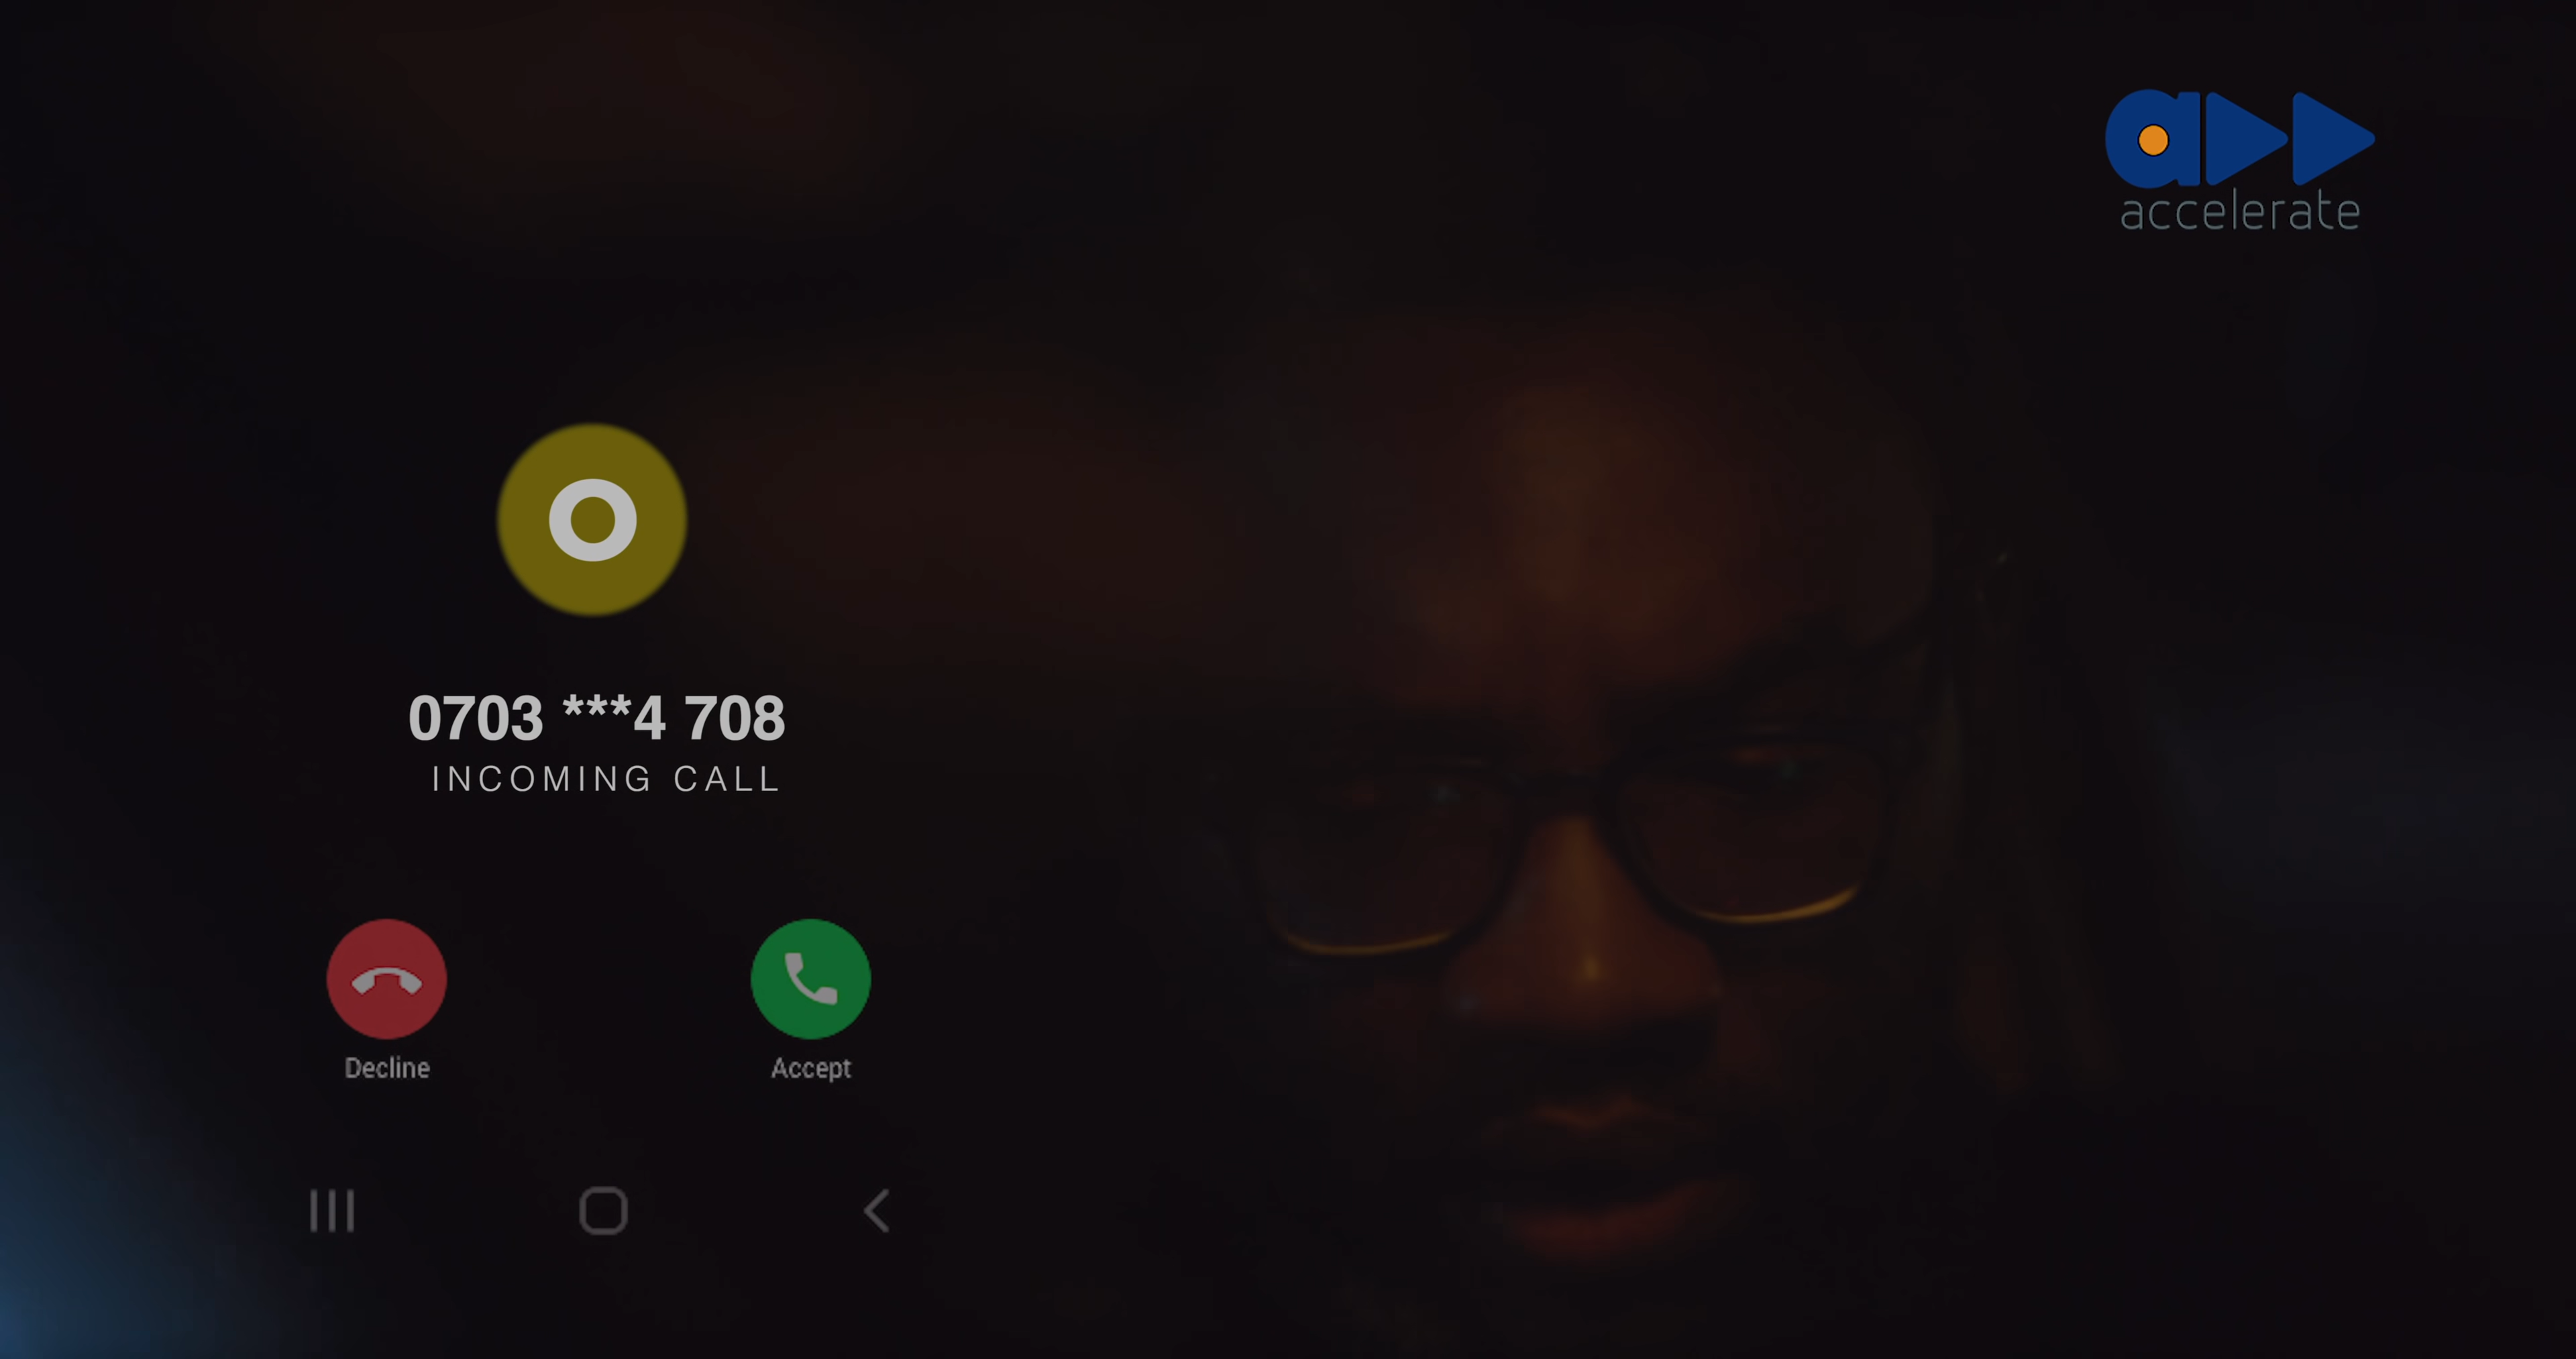 accelerate
O
0703 ***4 708
INCOMING CALL
Decline
Accept